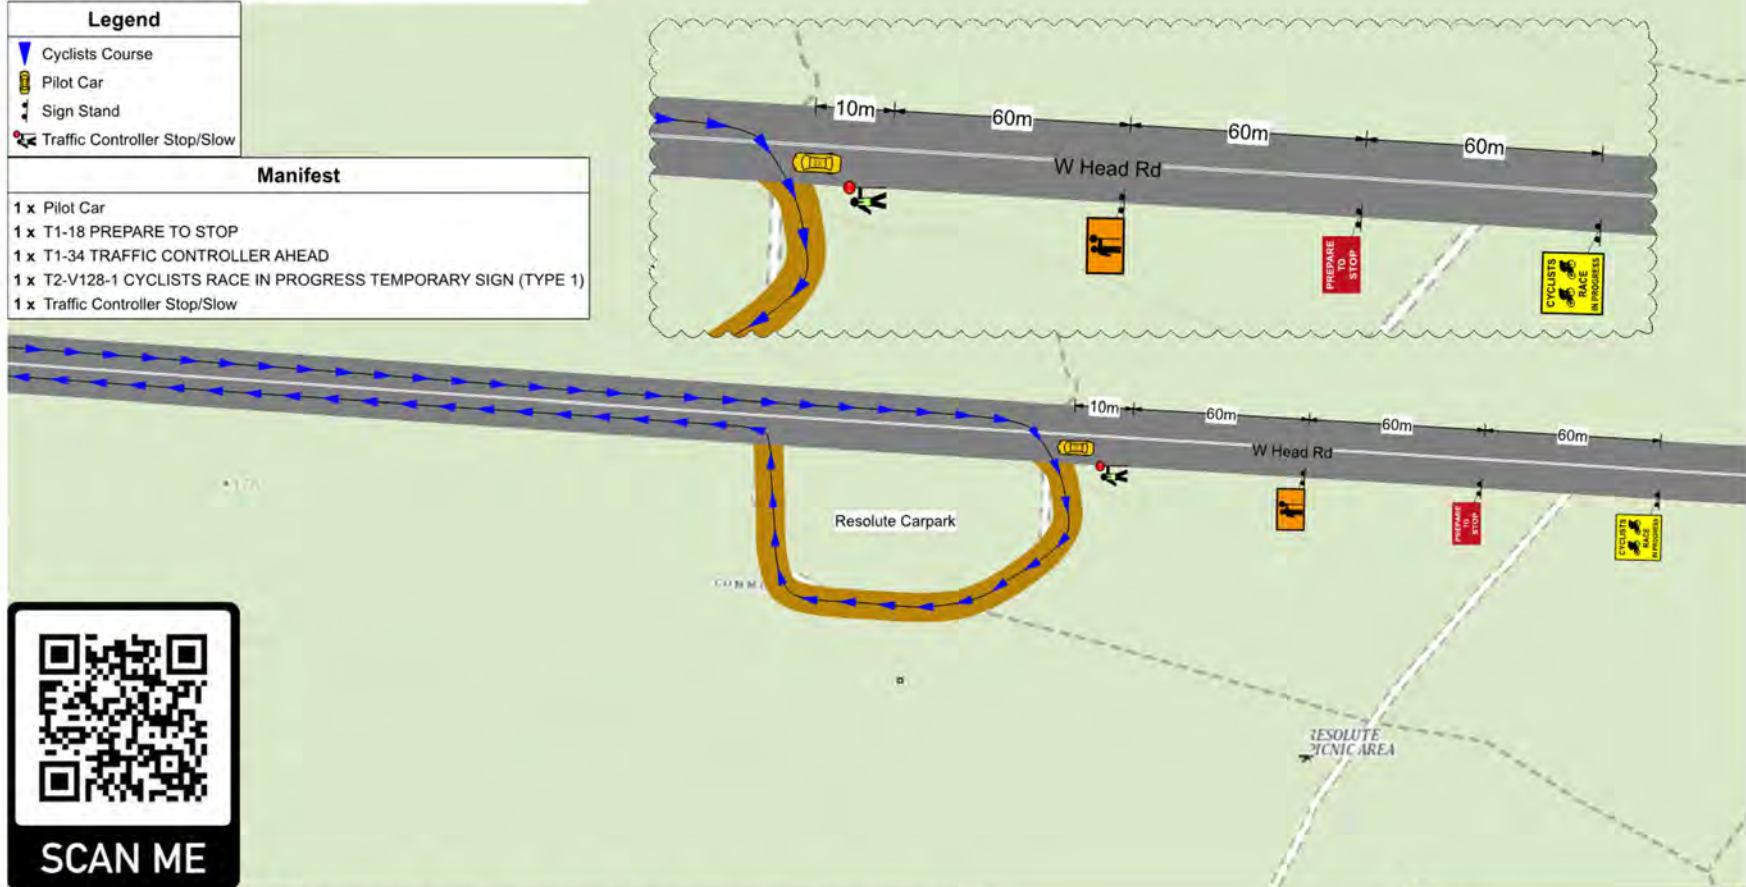 Legend
Cyclists Course
Pilot Car
Sign Stand
Traffic Controller Stop/Slow
Manifest
1 x Pilot Car
1 x T1-18 PREPARE TO STOP
1 x T1-34 TRAFFIC CONTROLLER AHEAD
1 x T2-V128-1 CYCLISTS RACE IN PROGRESS TEMPORARY SIGN (TYPE 1)
1 x Traffic Controller Stop/Slow
10m
60m
60m
60m
W Head Rd
PREPARE
TO
STOP
CYCLISTS
RACE
IN PROGRESS
10m
60m
60m
60m
W Head Rd
PREPARE
TO
STOP
CYCLISTS
RACE
IN PROGRESS
Resolute Carpark
RESOLUTE
PICNIC AREA
SCAN ME